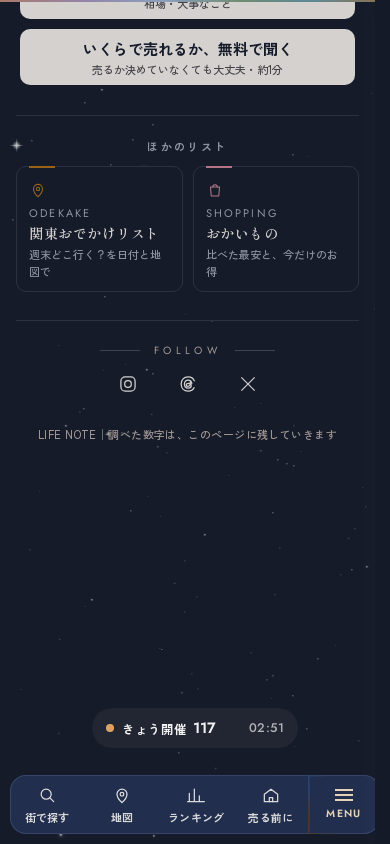 相場・大事なこと
いくらで売れるか、無料で聞く
売るか決めていなくても大丈夫・約1分
ほかのリスト
ODEKAKE
関東おでかけリスト
週末どこ行く？を日付と地
図で
SHOPPING
おかいもの
比べた最安と、今だけのお
得
FOLLOW
LIFE NOTE｜調べた数字は、このページに残していきます
きょう開催 117 02:51
街で探す 地図 ランキング 売る前に MENU